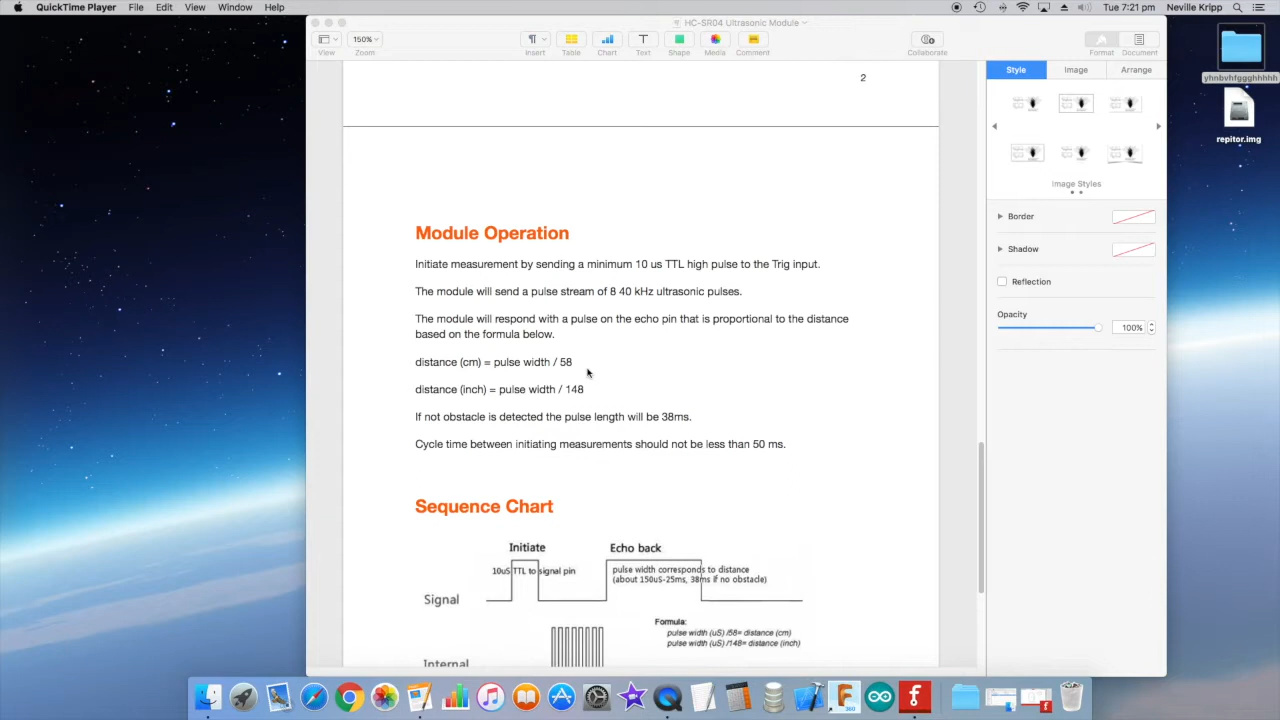 QuickTime Player File Edit View Window Help
Tue 7:21 pm Neville Kripp
HC-SR04 Ultrasonic Module
150%
View Zoom Insert Table Chart Text Shape Media Comment Collaborate Format Document
Style Image Arrange
yhnbvhfggghhhhh
repitor.img
2
Image Styles
Border
Shadow
Reflection
Opacity
100%
Module Operation
Initiate measurement by sending a minimum 10 us TTL high pulse to the Trig input.
The module will send a pulse stream of 8 40 kHz ultrasonic pulses.
The module will respond with a pulse on the echo pin that is proportional to the distance
based on the formula below.
distance (cm) = pulse width / 58
distance (inch) = pulse width / 148
If not obstacle is detected the pulse length will be 38ms.
Cycle time between initiating measurements should not be less than 50 ms.
Sequence Chart
Initiate Echo back
10uS TTL to signal pin
pulse width corresponds to distance
(about 150uS-25ms, 38ms if no obstacle)
Signal
Formula:
pulse width (uS) /58= distance (cm)
pulse width (uS) /148= distance (inch)
Internal
360